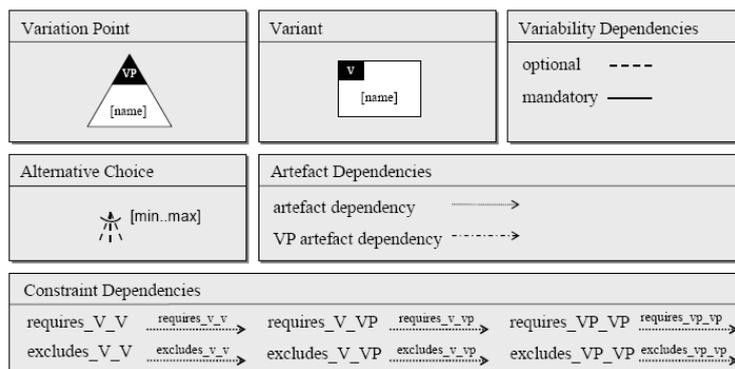 Variation Point
VP
[name]
Variant
V
[name]
Variability Dependencies
optional
mandatory
Alternative Choice
[min..max]
Artefact Dependencies
artefact dependency
VP artefact dependency
Constraint Dependencies
requires_V_V requires_v_v requires_V_VP requires_v_vp requires_VP_VP requires_vp_vp
excludes_V_V excludes_v_v excludes_V_VP excludes_v_vp excludes_VP_VP excludes_vp_vp